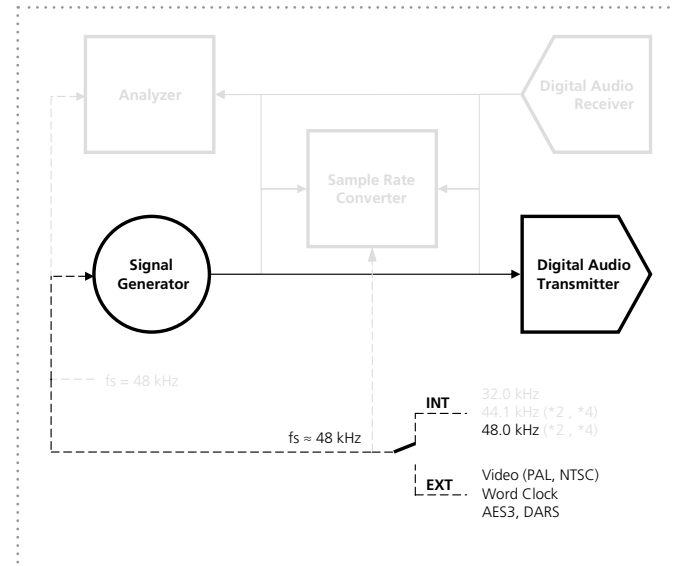 Analyzer
Digital Audio
Receiver
Sample Rate
Converter
Signal
Generator
Digital Audio
Transmitter
fs = 48 kHz
fs ≈ 48 kHz
INT
32.0 kHz
44.1 kHz (*2 , *4)
48.0 kHz (*2 , *4)
EXT
Video (PAL, NTSC)
Word Clock
AES3, DARS